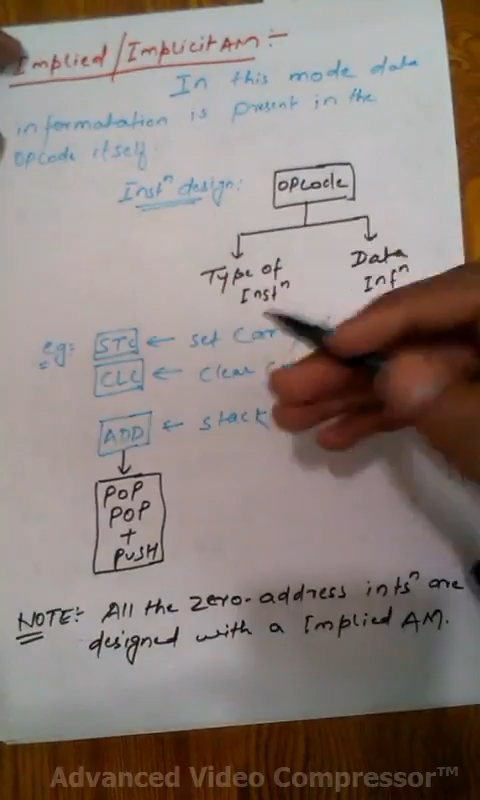 Implied/Implicit AM:-
In this mode data
informatation is present in the
opcode itself.
Instⁿ design:
OPCODE
Type of
Instⁿ
Data
Infⁿ
eg:
STC ← set
CLC ← clear
ADD ← stack
POP
POP
+
PUSH
NOTE:- All the zero-address intsⁿ are
designed with a Implied AM.
Advanced Video Compressor™